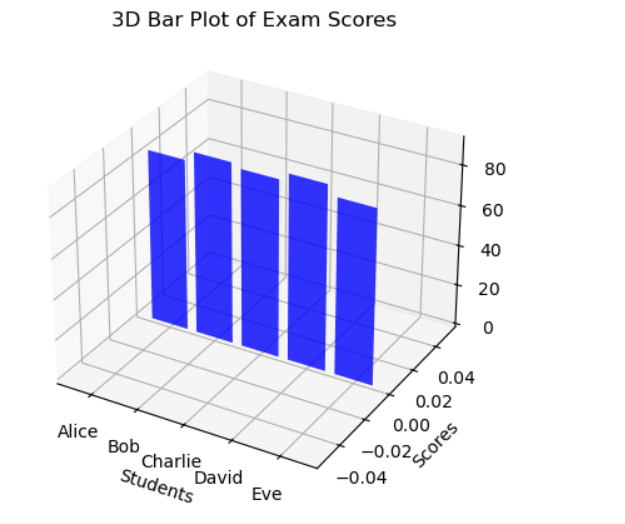 3D Bar Plot of Exam Scores
80
60
40
20
0
0.04
0.02
0.00
−0.02
−0.04
Scores
Alice
Bob
Charlie
David
Eve
Students